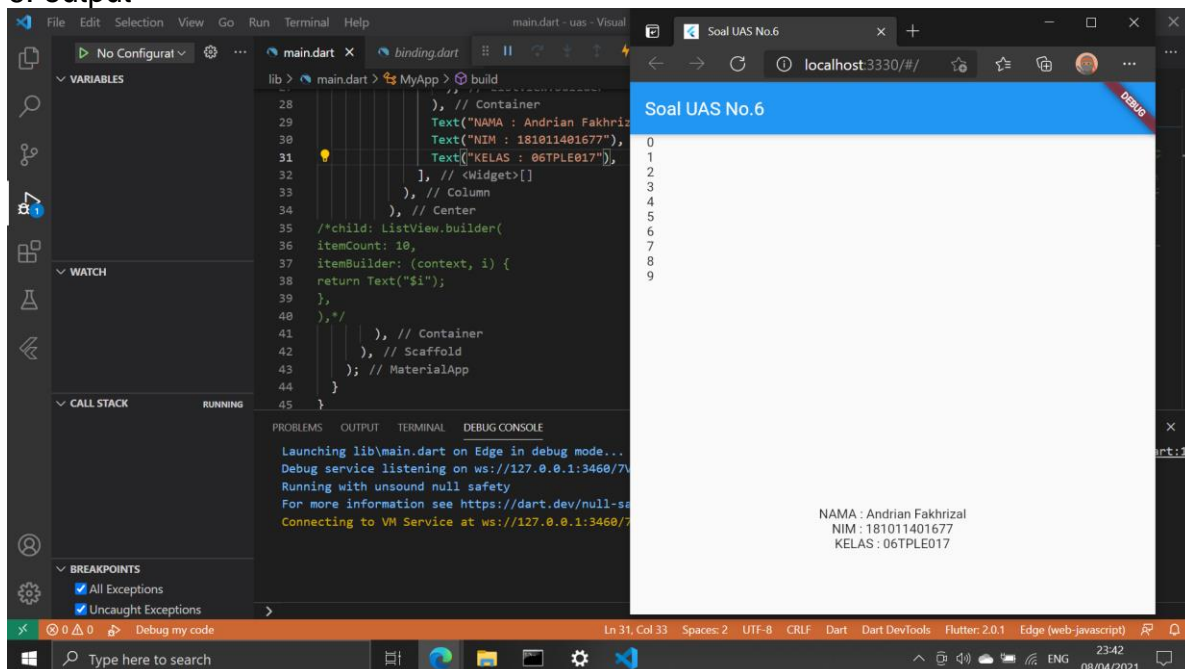 of output
File Edit Selection View Go Run Terminal Help main.dart - uas - Visual
No Configurat
main.dart binding.dart
VARIABLES
lib > main.dart > MyApp > build
28 ), // Container
29 Text("NAMA : Andrian Fakhriz
30 Text("NIM : 181011401677"),
31 Text("KELAS : 06TPLE017"),
32 ], // <Widget>[]
33 ), // Column
34 ), // Center
35 /*child: ListView.builder(
36 itemCount: 10,
37 itemBuilder: (context, i) {
38 return Text("$i");
39 },
40 ),*/
41 ), // Container
42 ), // Scaffold
43 ); // MaterialApp
44 }
45 }
WATCH
CALL STACK RUNNING
BREAKPOINTS
All Exceptions
Uncaught Exceptions
PROBLEMS OUTPUT TERMINAL DEBUG CONSOLE
Launching lib\main.dart on Edge in debug mode...
Debug service listening on ws://127.0.0.1:3460/7V
Running with unsound null safety
For more information see https://dart.dev/null-sa
Connecting to VM Service at ws://127.0.0.1:3460/7
art:1
>
Soal UAS No.6
localhost:3330/#/
Soal UAS No.6
DEBUG
0
1
2
3
4
5
6
7
8
9
NAMA : Andrian Fakhrizal
NIM : 181011401677
KELAS : 06TPLE017
0 0 Debug my code Ln 31, Col 33 Spaces: 2 UTF-8 CRLF Dart Dart DevTools Flutter: 2.0.1 Edge (web-javascript)
Type here to search ENG 23:42
08/04/2021